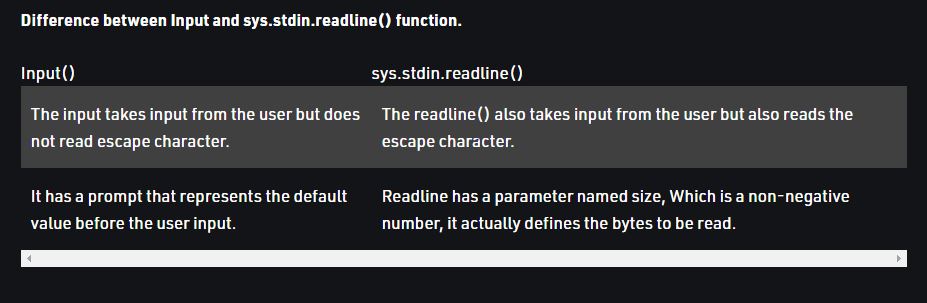 Difference between Input and sys.stdin.readline() function.
Input() sys.stdin.readline()
The input takes input from the user but does
not read escape character.
The readline() also takes input from the user but also reads the
escape character.
It has a prompt that represents the default
value before the user input.
Readline has a parameter named size, Which is a non-negative
number, it actually defines the bytes to be read.